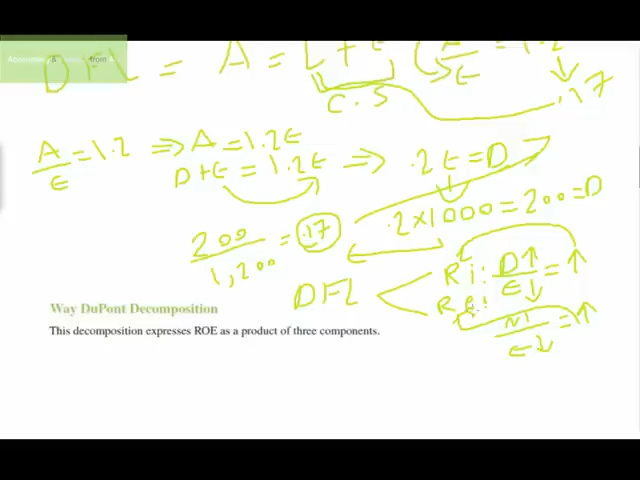 from
DFL = A = L + E A/E = 1.2
C.S .17
A/E = 1.2 ⇒ A = 1.2E
D+E = 1.2E ⇒ .2E = D
.2×1000 = 200 = D
200/1,200 = .17
DFL Ri: D↑/E↓ = ↑
Re: NI/E↓ = ↑
Way DuPont Decomposition
This decomposition expresses ROE as a product of three components.